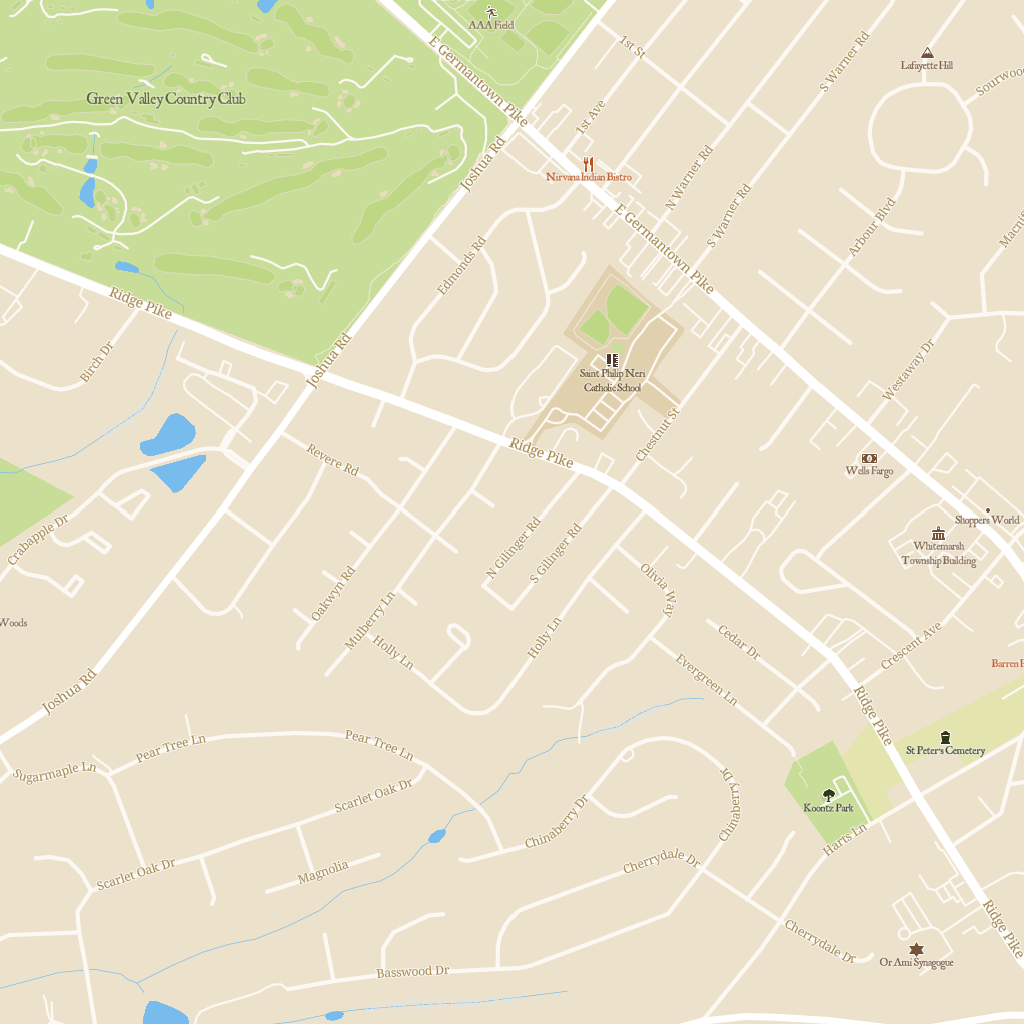 AAA Field
1st St
S Warner Rd
Lafayette Hill
E Germantown Pike
Green Valley Country Club
1st Ave
Joshua Rd
Nirvana Indian Bistro
N Warner Rd
S Warner Rd
E Germantown Pike
Arbour Blvd
Edmonds Rd
Ridge Pike
Birch Dr
Joshua Rd
Saint Philip Neri
Catholic School
Westaway Dr
Chestnut St
Revere Rd
Ridge Pike
Wells Fargo
Crabapple Dr
Shoppers World
Whitemarsh
Township Building
N Gilinger Rd
S Gilinger Rd
Oakwyn Rd
Mulberry Ln
Olivia Way
Woods
Holly Ln
Holly Ln
Cedar Dr
Crescent Ave
Barren
Evergreen Ln
Joshua Rd
Ridge Pike
Pear Tree Ln
Pear Tree Ln
St Peter's Cemetery
Sugarmaple Ln
Scarlet Oak Dr
Chinaberry Dr
Chinaberry Dr
Koontz Park
Harts Ln
Scarlet Oak Dr
Magnolia
Cherrydale Dr
Cherrydale Dr
Ridge Pike
Or Ami Synagogue
Basswood Dr